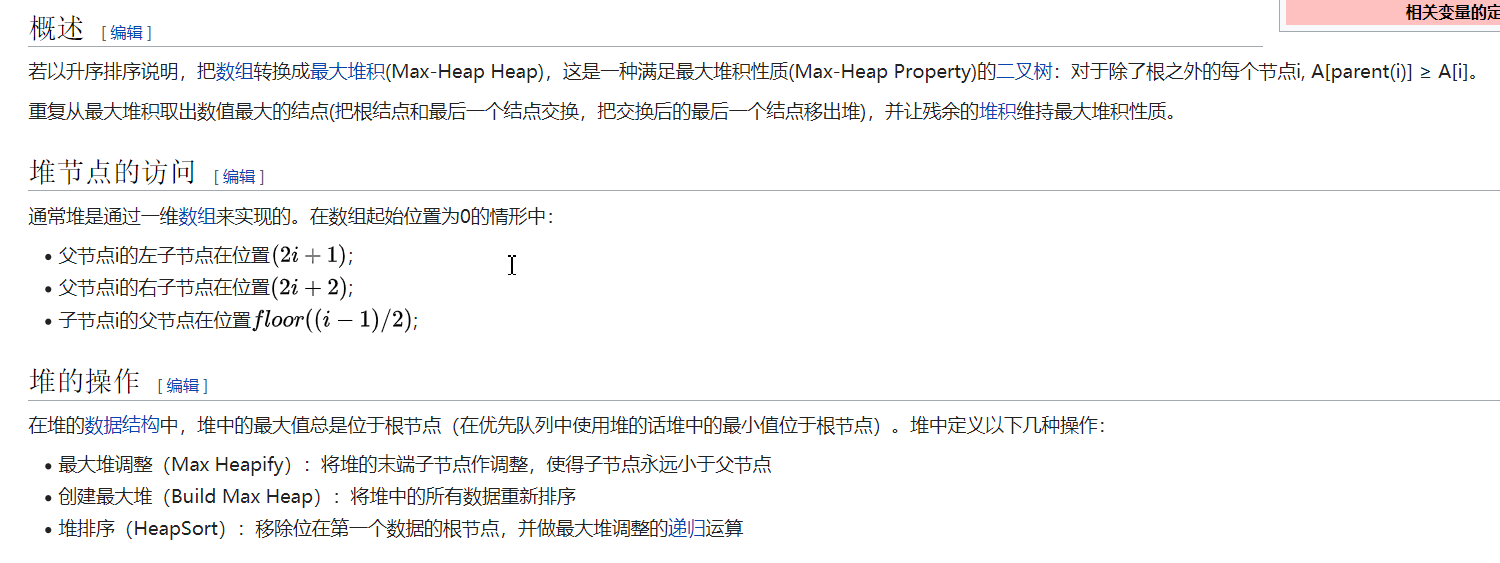 相关变量的定
概述 [ 编辑 ]
若以升序排序说明，把数组转换成最大堆积(Max-Heap Heap)，这是一种满足最大堆积性质(Max-Heap Property)的二叉树：对于除了根之外的每个节点i, A[parent(i)] ≥ A[i]。
重复从最大堆积取出数值最大的结点(把根结点和最后一个结点交换，把交换后的最后一个结点移出堆)，并让残余的堆积维持最大堆积性质。
堆节点的访问 [ 编辑 ]
通常堆是通过一维数组来实现的。在数组起始位置为0的情形中：
• 父节点i的左子节点在位置(2i + 1);
• 父节点i的右子节点在位置(2i + 2);
• 子节点i的父节点在位置floor((i − 1)/2);
堆的操作 [ 编辑 ]
在堆的数据结构中，堆中的最大值总是位于根节点（在优先队列中使用堆的话堆中的最小值位于根节点）。堆中定义以下几种操作：
• 最大堆调整（Max Heapify）：将堆的末端子节点作调整，使得子节点永远小于父节点
• 创建最大堆（Build Max Heap）：将堆中的所有数据重新排序
• 堆排序（HeapSort）：移除位在第一个数据的根节点，并做最大堆调整的递归运算